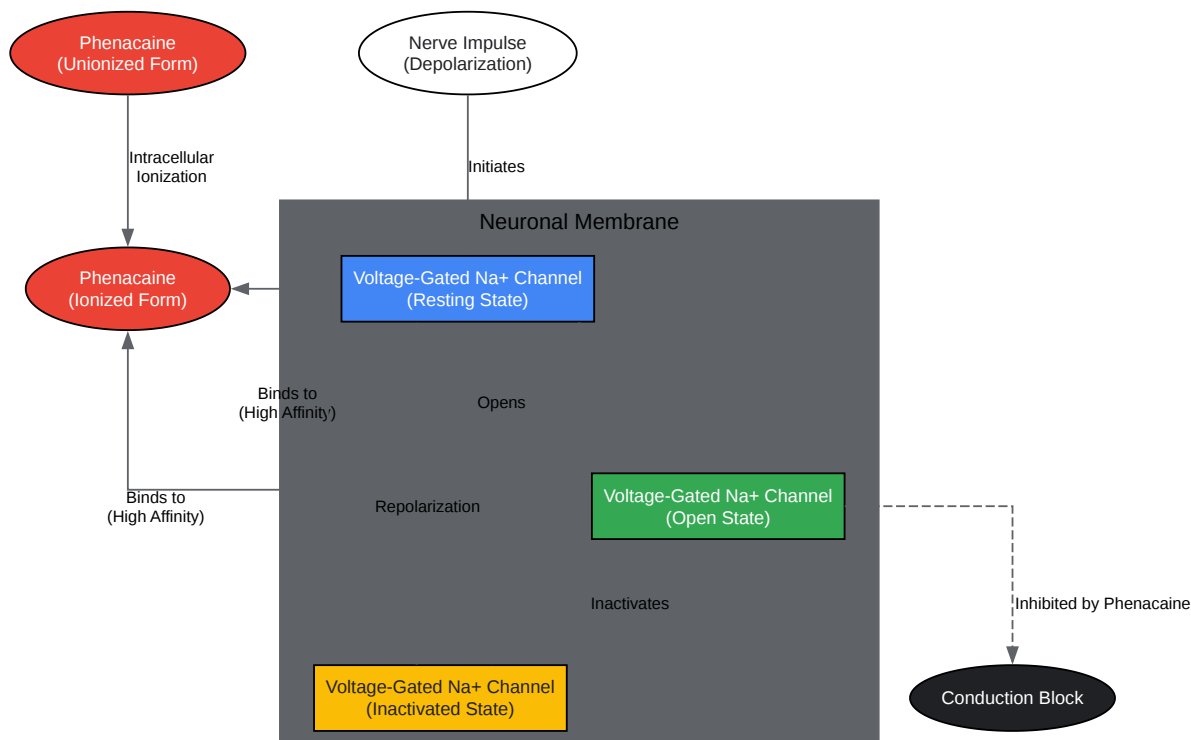 Phenacaine
(Unionized Form)
Nerve Impulse
(Depolarization)
Intracellular
Ionization
Initiates
Neuronal Membrane
Phenacaine
(Ionized Form)
Voltage-Gated Na+ Channel
(Resting State)
Binds to
(High Affinity)
Opens
Binds to
(High Affinity)
Repolarization
Voltage-Gated Na+ Channel
(Open State)
Inactivates
Inhibited by Phenacaine
Voltage-Gated Na+ Channel
(Inactivated State)
Conduction Block